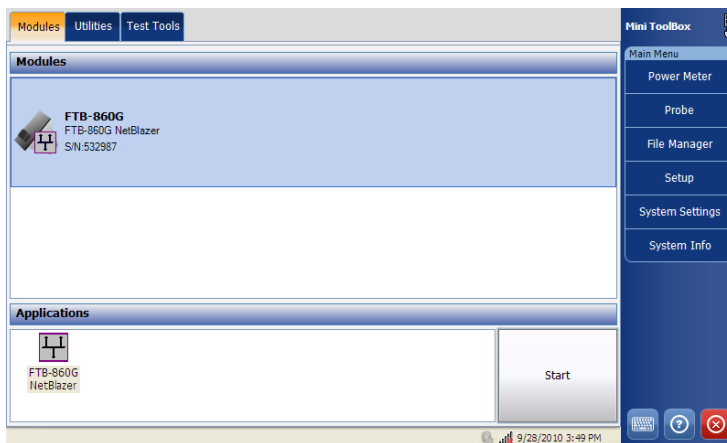 Modules Utilities Test Tools
Modules
FTB-860G
FTB-860G NetBlazer
S/N:532987
Applications
FTB-860G
NetBlazer
Start
9/28/2010 3:49 PM
Mini ToolBox
Main Menu
Power Meter
Probe
File Manager
Setup
System Settings
System Info